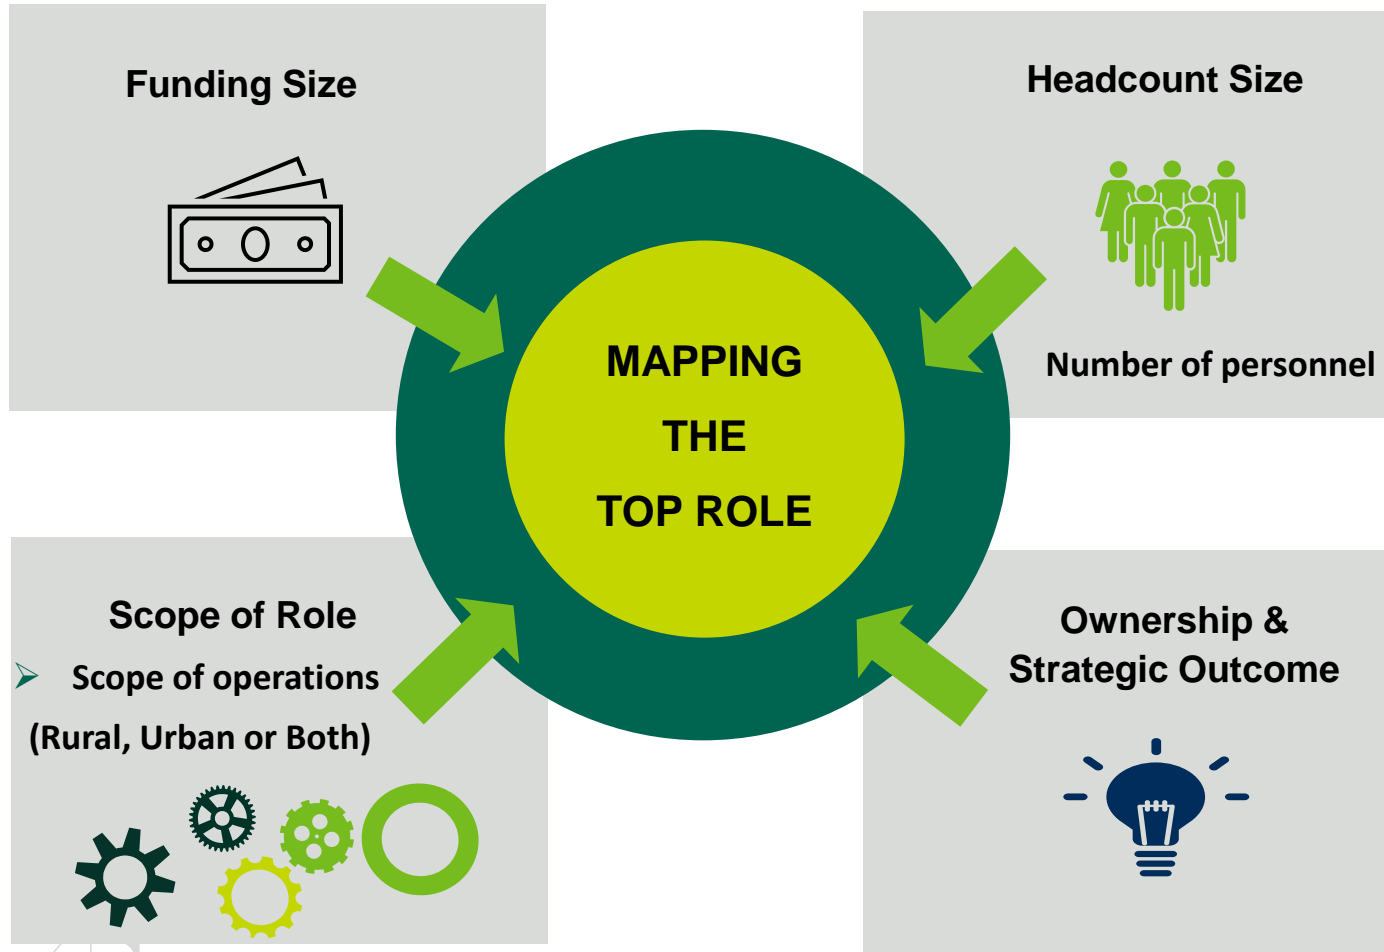 Funding Size
Headcount Size
Number of personnel
MAPPING
THE
TOP ROLE
Scope of Role
➢ Scope of operations
(Rural, Urban or Both)
Ownership &
Strategic Outcome